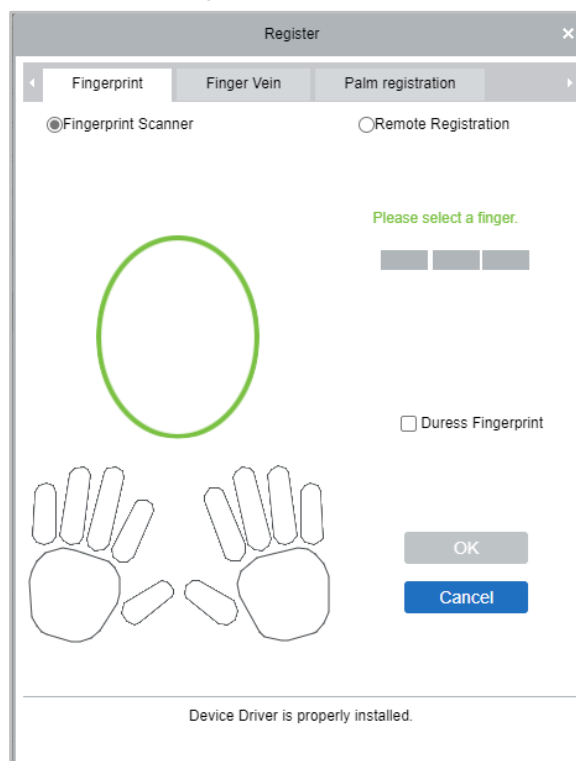 Register
Fingerprint Finger Vein Palm registration
Fingerprint Scanner Remote Registration
Please select a finger.
Duress Fingerprint
OK
Cancel
Device Driver is properly installed.